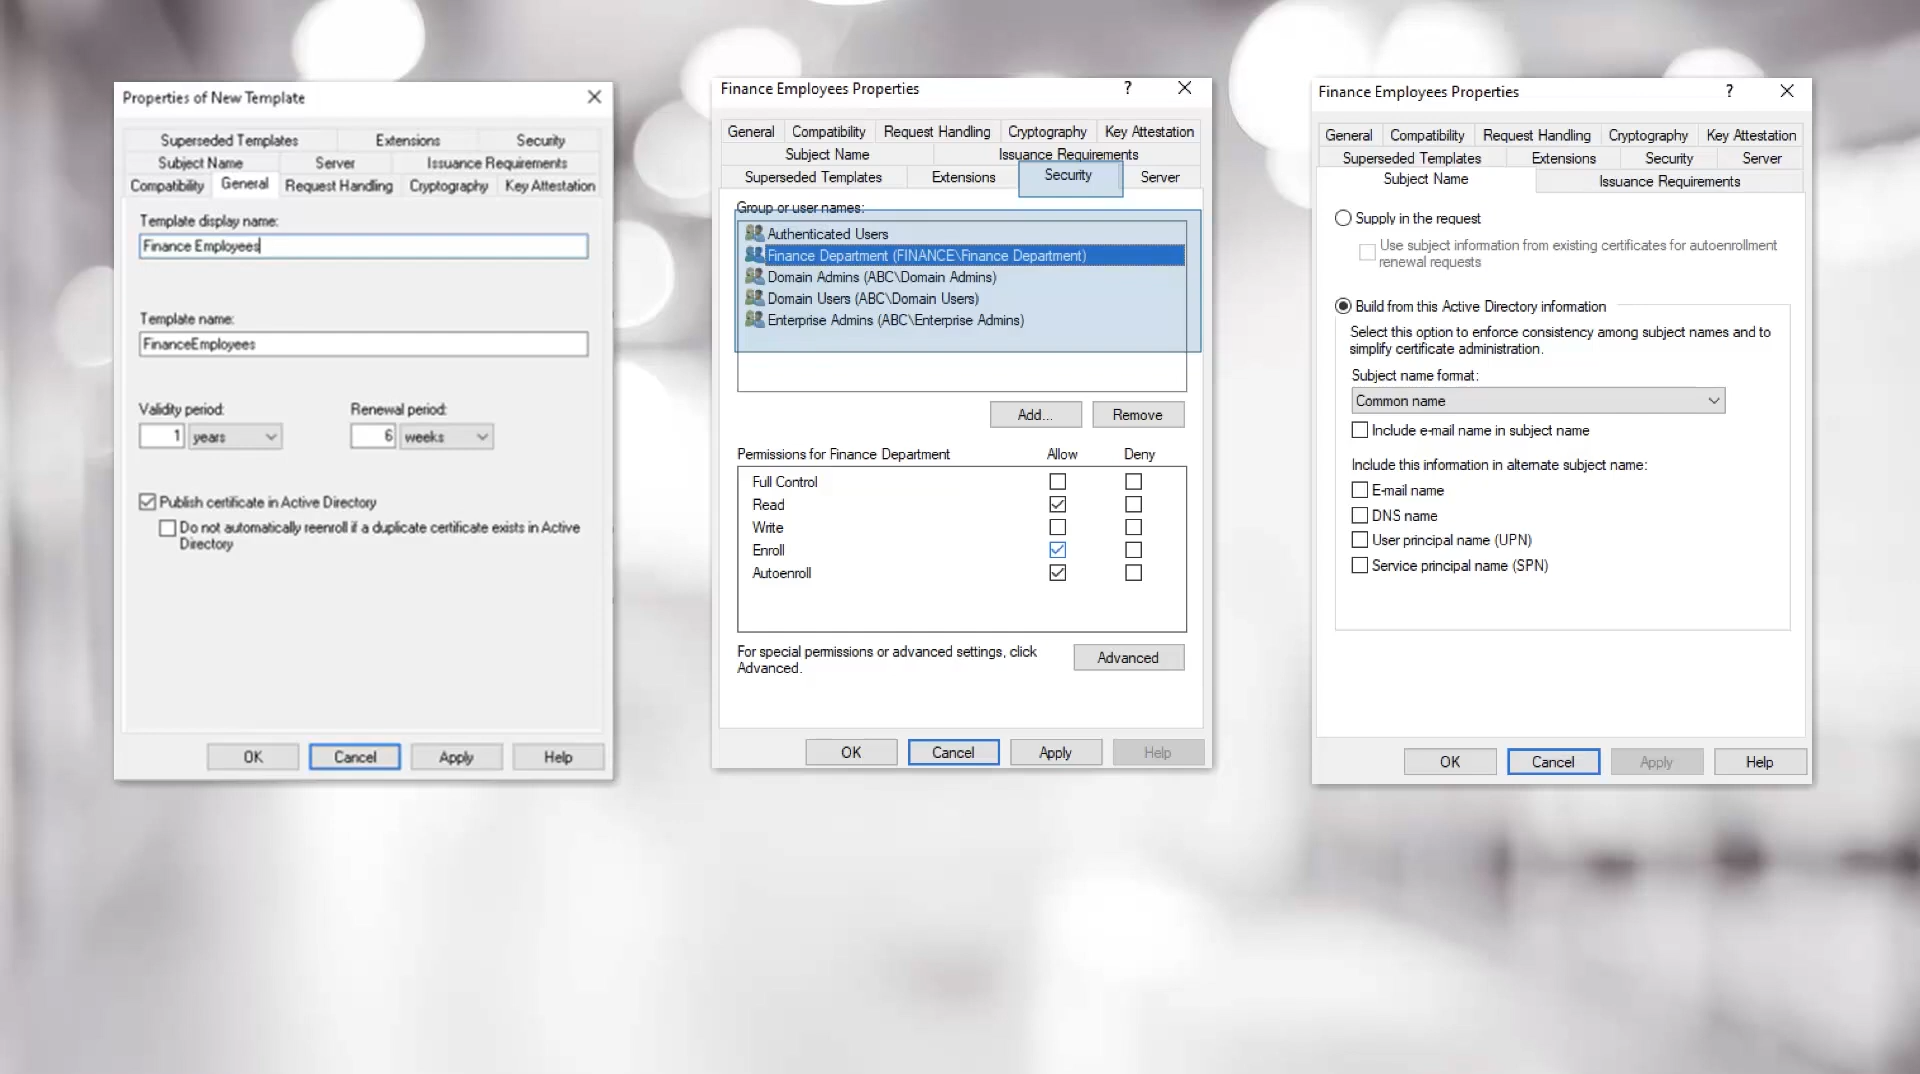 Properties of New Template
Superseded Templates Extensions Security
Subject Name Server Issuance Requirements
Compatibility General Request Handling Cryptography Key Attestation
Template display name:
Finance Employees
Template name:
FinanceEmployees
Validity period: Renewal period:
1 years 6 weeks
Publish certificate in Active Directory
Do not automatically reenroll if a duplicate certificate exists in Active
Directory
OK Cancel Apply Help
Finance Employees Properties ?
General Compatibility Request Handling Cryptography Key Attestation
Subject Name Issuance Requirements
Superseded Templates Extensions Security Server
Group or user names:
Authenticated Users
Finance Department (FINANCE\Finance Department)
Domain Admins (ABC\Domain Admins)
Domain Users (ABC\Domain Users)
Enterprise Admins (ABC\Enterprise Admins)
Add... Remove
Permissions for Finance Department Allow Deny
Full Control
Read
Write
Enroll
Autoenroll
For special permissions or advanced settings, click
Advanced.
Advanced
OK Cancel Apply Help
Finance Employees Properties ?
General Compatibility Request Handling Cryptography Key Attestation
Superseded Templates Extensions Security Server
Subject Name Issuance Requirements
Supply in the request
Use subject information from existing certificates for autoenrollment
renewal requests
Build from this Active Directory information
Select this option to enforce consistency among subject names and to
simplify certificate administration.
Subject name format:
Common name
Include e-mail name in subject name
Include this information in alternate subject name:
E-mail name
DNS name
User principal name (UPN)
Service principal name (SPN)
OK Cancel Apply Help